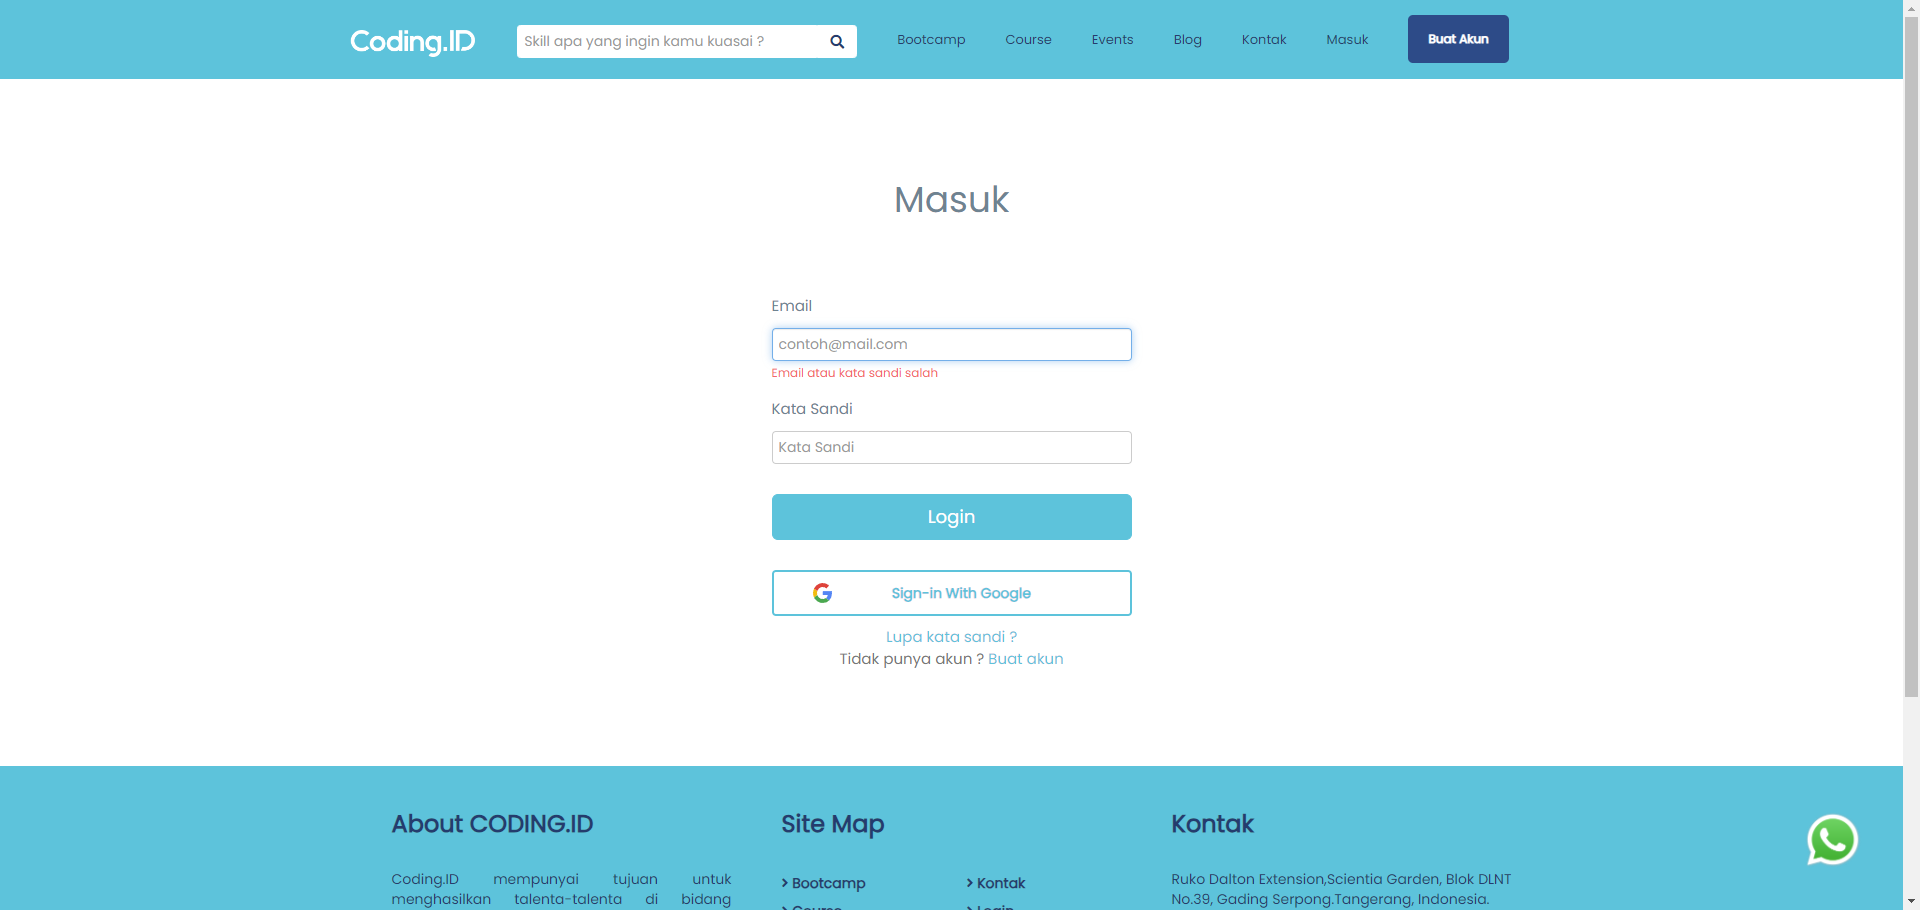 Coding.ID
Skill apa yang ingin kamu kuasai ?
Bootcamp
Course
Events
Blog
Kontak
Masuk
Buat Akun
Masuk
Email
contoh@mail.com
Email atau kata sandi salah
Kata Sandi
Kata Sandi
Login
Sign-in With Google
Lupa kata sandi ?
Tidak punya akun ? Buat akun
About CODING.ID
Coding.ID mempunyai tujuan untuk
menghasilkan talenta-talenta di bidang
Site Map
Bootcamp
Kontak
Course
Login
Kontak
Ruko Dalton Extension,Scientia Garden, Blok DLNT
No.39, Gading Serpong.Tangerang, Indonesia.